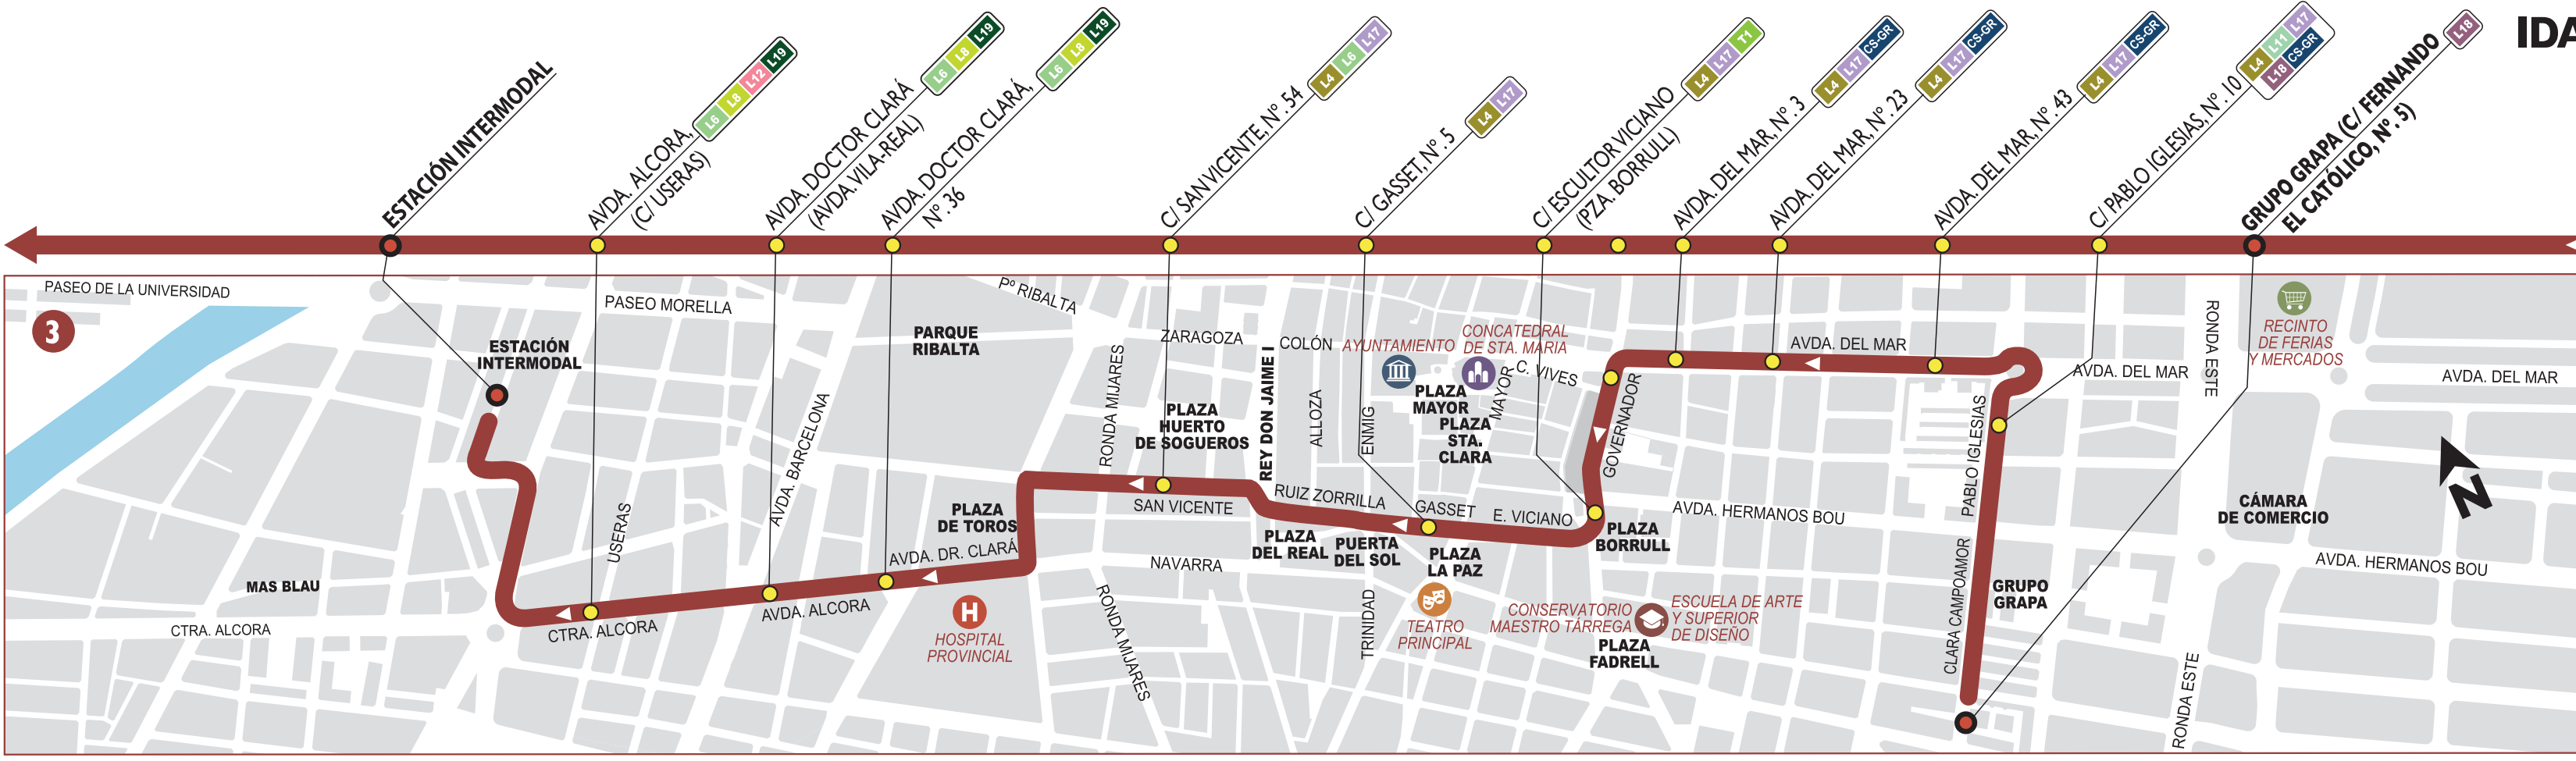 IDA
ESTACIÓN INTERMODAL
AVDA. ALCORA,
(C/ USERAS)
L6 L8 L12 L19
AVDA. DOCTOR CLARÁ
(AVDA. VILA-REAL)
L6 L8 L19
AVDA. DOCTOR CLARÁ,
Nº. 36
L6 L8 L19
C/ SAN VICENTE, Nº. 54
L4 L6 L17
C/ GASSET, Nº. 5
L4 L17
C/ ESCULTOR VICIANO
(PZA. BORRULL)
L4 L17 T1
AVDA. DEL MAR, Nº. 3
L4 L17 CS-GR
AVDA. DEL MAR, Nº. 23
L4 L17 CS-GR
AVDA. DEL MAR, Nº. 43
L4 L17 CS-GR
C/ PABLO IGLESIAS, Nº. 10
L4 L11 L17
L18 CS-GR
GRUPO GRAPA (C/ FERNANDO
EL CATÓLICO, Nº. 5)
L18
PASEO DE LA UNIVERSIDAD
3
ESTACIÓN
INTERMODAL
PASEO MORELLA
PARQUE
RIBALTA
Pº RIBALTA
ZARAGOZA
RONDA MIJARES
PLAZA
HUERTO
DE SOGUEROS
REY DON JAIME I
COLÓN
ALLOZA
ENMIG
AYUNTAMIENTO
CONCATEDRAL
DE STA. MARIA
PLAZA
MAYOR
PLAZA
STA.
CLARA
MAYOR
C. VIVES
GOVERNADOR
AVDA. DEL MAR
AVDA. DEL MAR
RONDA ESTE
RECINTO
DE FERIAS
Y MERCADOS
AVDA. DEL MAR
N
PABLO IGLESIAS
CÁMARA
DE COMERCIO
AVDA. HERMANOS BOU
AVDA. HERMANOS BOU
AVDA. BARCELONA
USERAS
PLAZA
DE TOROS
AVDA. DR. CLARÁ
SAN VICENTE
RUIZ ZORRILLA
GASSET
E. VICIANO
PLAZA
BORRULL
PLAZA
DEL REAL
PUERTA
DEL SOL
PLAZA
LA PAZ
NAVARRA
MAS BLAU
CTRA. ALCORA
CTRA. ALCORA
AVDA. ALCORA
H
HOSPITAL
PROVINCIAL
RONDA MIJARES
TRINIDAD
TEATRO
PRINCIPAL
CONSERVATORIO
MAESTRO TÁRREGA
ESCUELA DE ARTE
Y SUPERIOR
DE DISEÑO
PLAZA
FADRELL
CLARA CAMPOAMOR
GRUPO
GRAPA
RONDA ESTE